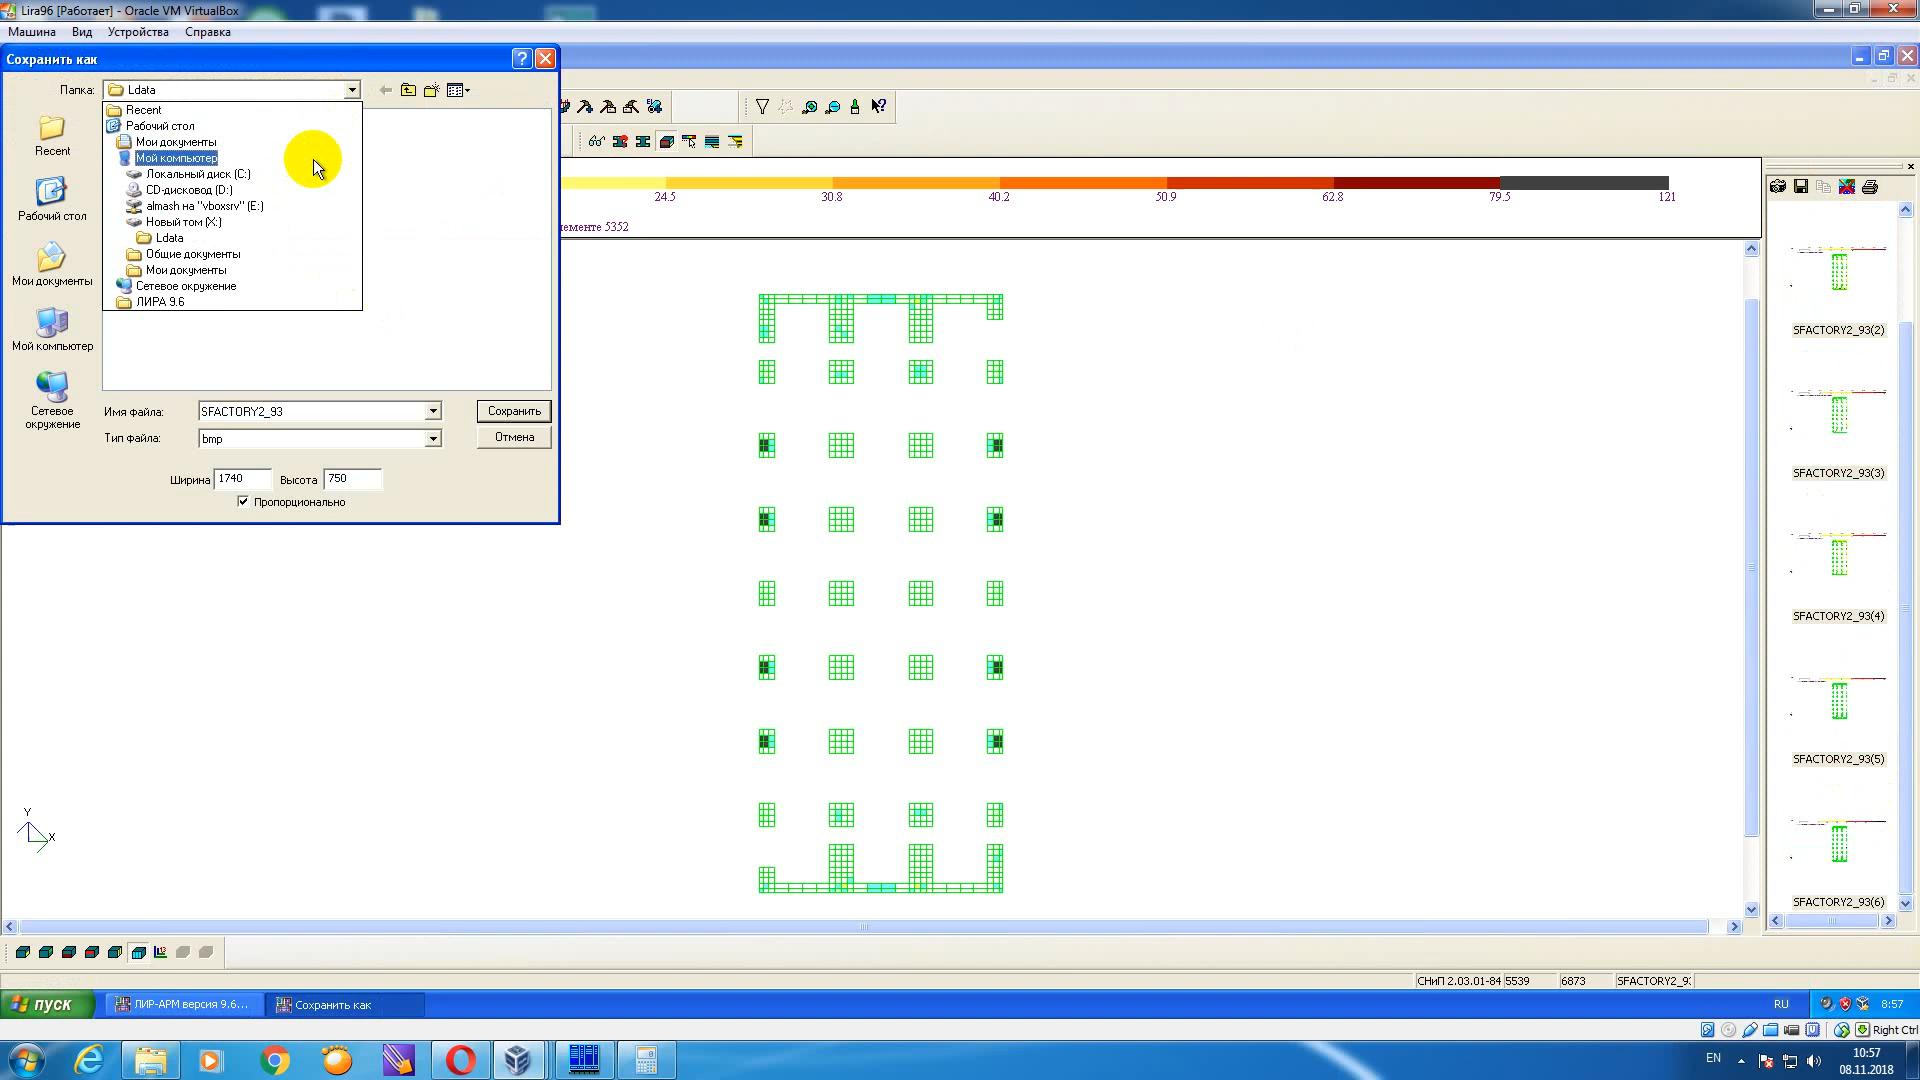 Lira96 [Работает] - Oracle VM VirtualBox
Машина Вид Устройства Справка
Сохранить как
Папка: Ldata
Recent
Рабочий стол
Мои документы
Мой компьютер
Локальный диск (C:)
CD-дисковод (D:)
almash на "vboxsrv" (E:)
Новый том (X:)
Ldata
Общие документы
Мои документы
Сетевое окружение
ЛИРА 9.6
Recent
Рабочий стол
Мои документы
Мой компьютер
Сетевое
окружение
Имя файла: SFACTORY2_93 Сохранить
Тип файла: bmp Отмена
Ширина 1740 Высота 750
Пропорционально
24.5 30.8 40.2 50.9 62.8 79.5 121
лементе 5352
SFACTORY2_93(2)
SFACTORY2_93(3)
SFACTORY2_93(4)
SFACTORY2_93(5)
SFACTORY2_93(6)
Y
X
СНиП 2.03.01-84 5539 6873 SFACTORY2_93
пуск ЛИР-АРМ версия 9.6... Сохранить как RU 8:57
Right Ctrl
EN 10:57
08.11.2018